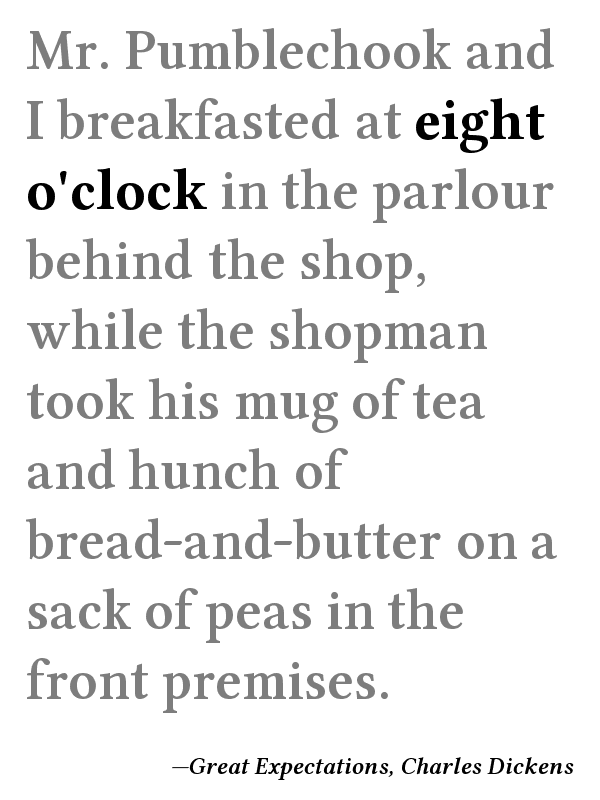 Mr. Pumblechook and
I breakfasted at eight
o'clock in the parlour
behind the shop,
while the shopman
took his mug of tea
and hunch of
bread-and-butter on a
sack of peas in the
front premises.
—Great Expectations, Charles Dickens